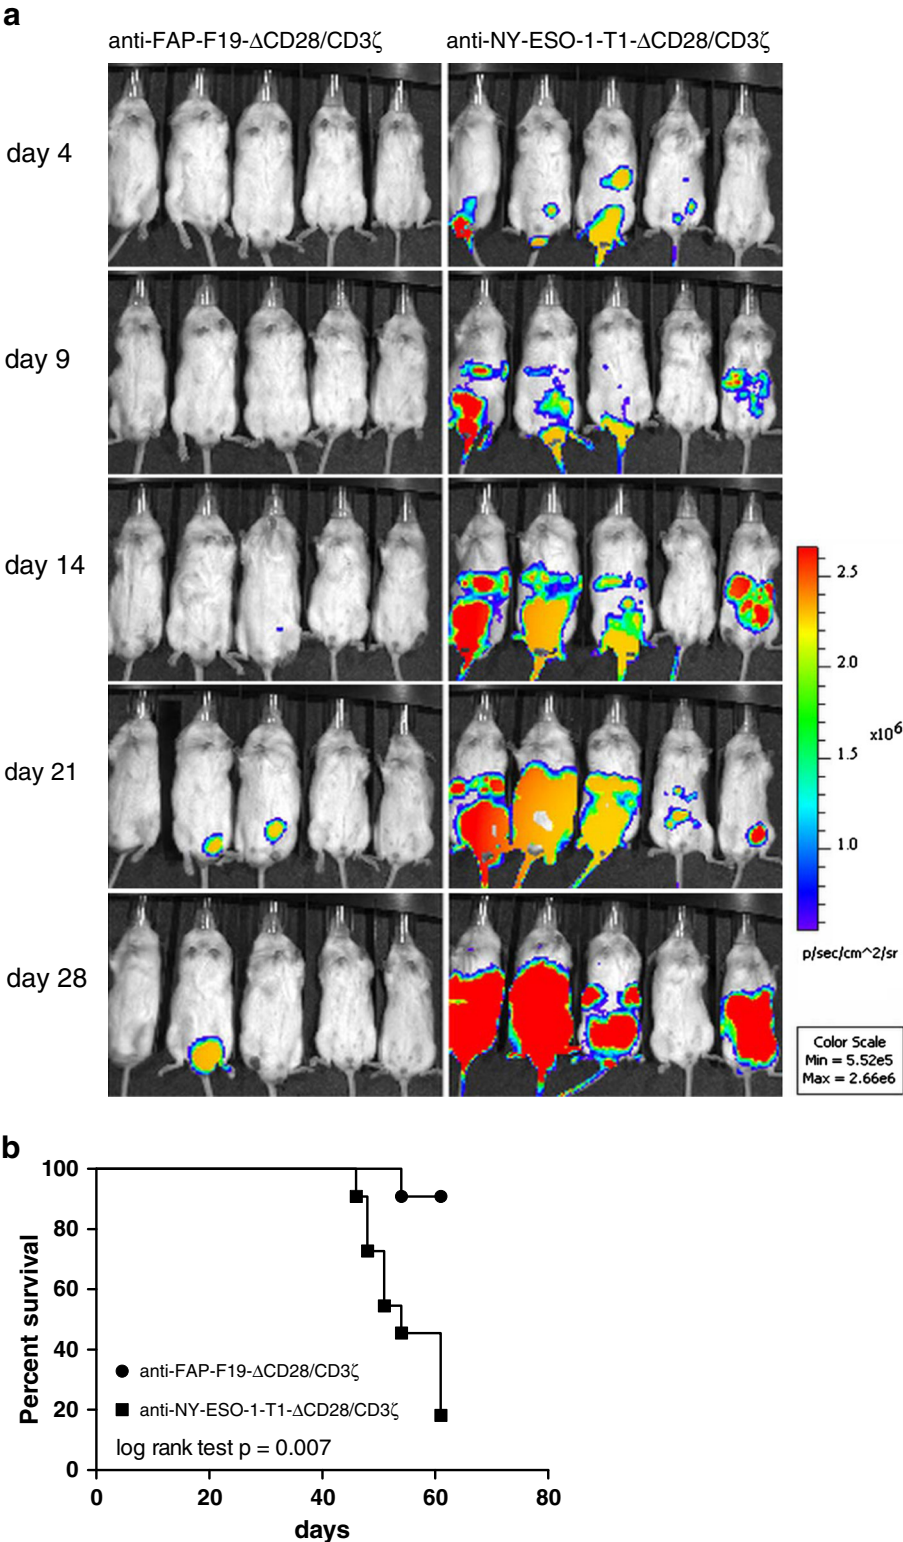 a
anti-FAP-F19-ΔCD28/CD3ζ
anti-NY-ESO-1-T1-ΔCD28/CD3ζ
day 4
day 9
day 14
day 21
day 28
2.5
2.0
1.5
1.0
x10^6
p/sec/cm^2/sr
Color Scale
Min = 5.52e5
Max = 2.66e6
b
Percent survival
100
80
60
40
20
0
anti-FAP-F19-ΔCD28/CD3ζ
anti-NY-ESO-1-T1-ΔCD28/CD3ζ
log rank test p = 0.007
0 20 40 60 80
days